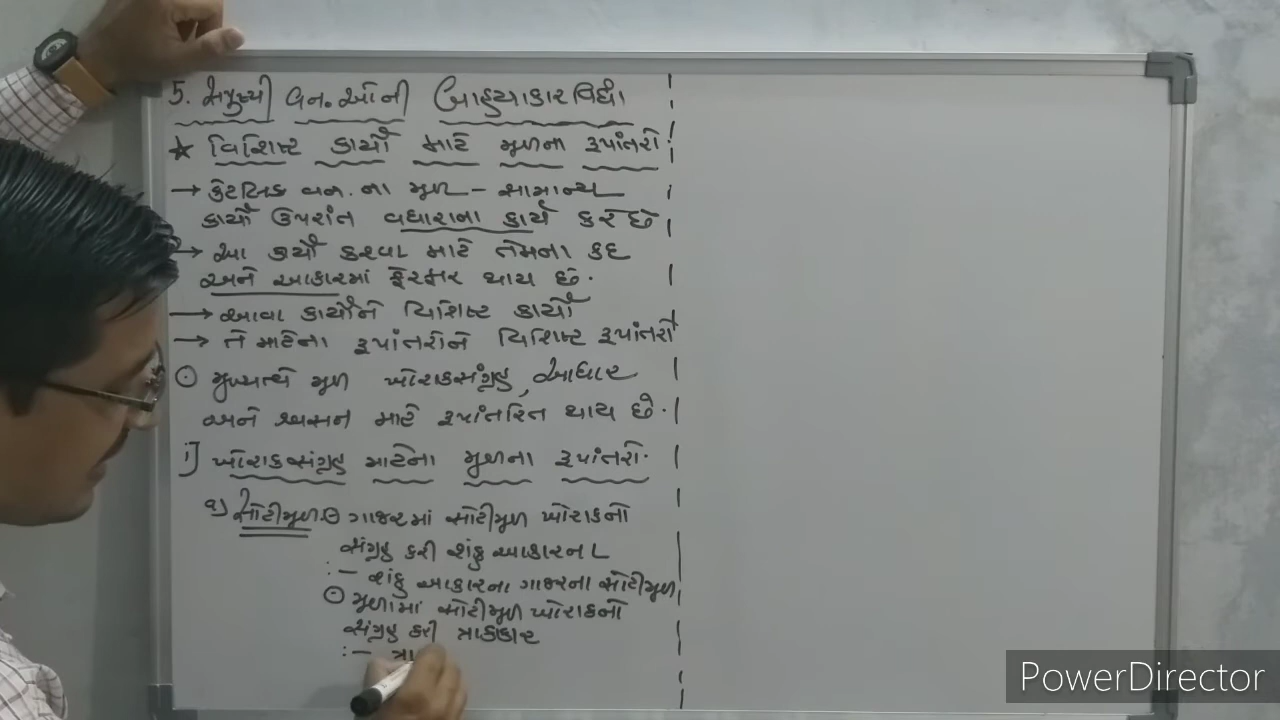 5. સપુષ્પી વન.ઓની બાહ્યાકારવિદ્યા
★ વિશિષ્ટ કાર્યો માટે મૂળના રૂપાંતરો.
→ કેટલિક વન.ના મૂળ - સામાન્ય
કાર્યો ઉપરાંત વધારાના કાર્ય કરે છે
→ આ કાર્યો કરવા માટે તેમના કદ
અને આકારમાં ફેરફાર થાય છે.
→ આવા કાર્યોને વિશિષ્ટ કાર્યો
→ તે માટેના રૂપાંતરોને વિશિષ્ટ રૂપાંતરો
⊙ મુખ્યત્વે મૂળ ખોરાકસંગ્રહ, આધાર
અને શ્વસન માટે રૂપાંતરિત થાય છે.
i] ખોરાકસંગ્રહ માટેના મૂળના રૂપાંતરો.
a) સોટીમૂળ ⊙ ગાજરમાં સોટીમૂળ ખોરાકનો
સંગ્રહ કરી શંકુ આકારના
:- શંકુ આકારના ગાજરના સોટીમૂળ
⊙ મૂળામાં સોટીમૂળ ખોરાકનો
સંગ્રહ કરી ત્રાકાકાર
:- ત્રા
PowerDirector